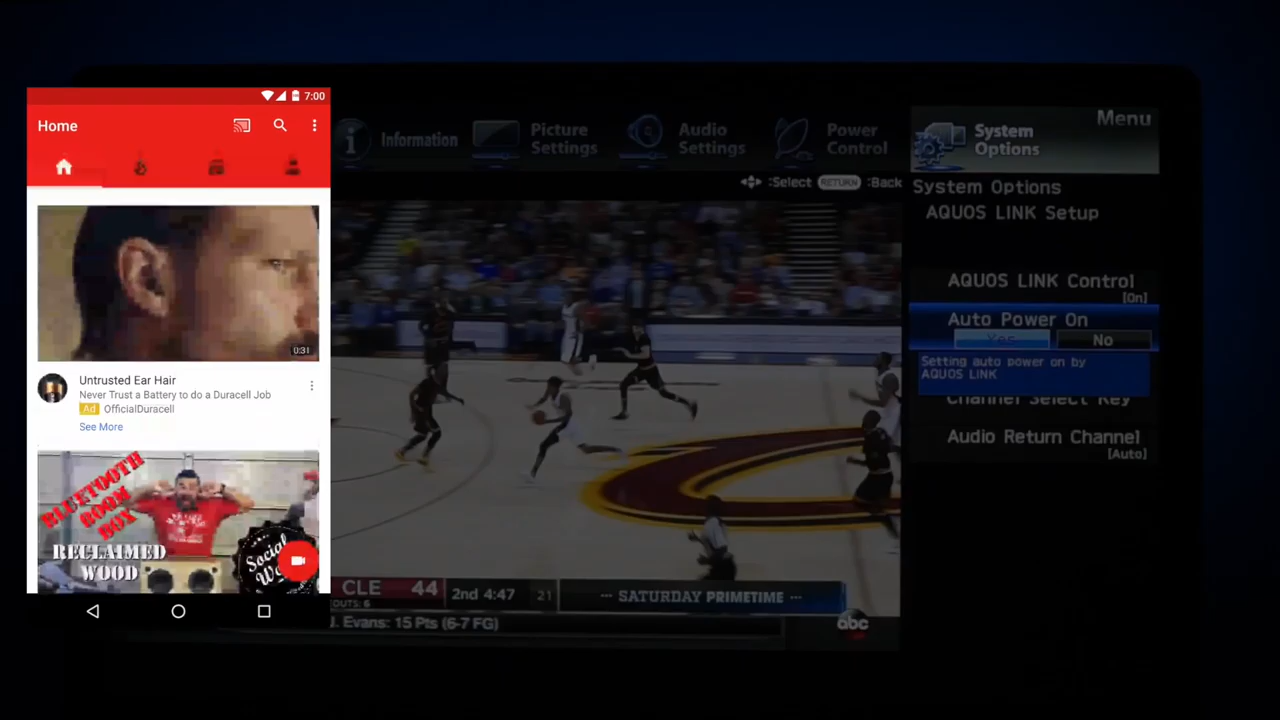 7:00
Home
0:31
Untrusted Ear Hair
Never Trust a Battery to do a Duracell Job
Ad OfficialDuracell
See More
BLUETOOTH
BOOM
BOX
RECLAIMED
WOOD
Social
Menu
Information
Picture
Settings
Audio
Settings
Power
Control
System
Options
:Select RETURN :Back
System Options
AQUOS LINK Setup
AQUOS LINK Control
[On]
Auto Power On
Yes No
Setting auto power on by
AQUOS LINK
Channel Select Key
Audio Return Channel
[Auto]
CLE 44 2nd 4:47 21 --- SATURDAY PRIMETIME ---
J. Evans: 15 Pts (6-7 FG)
abc